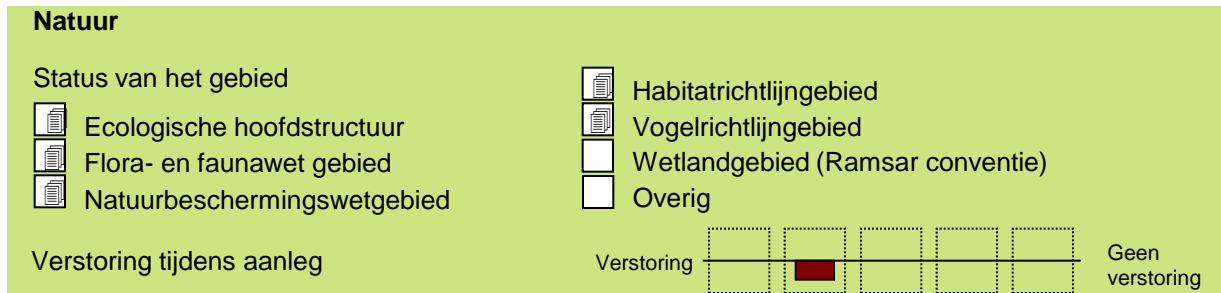 Natuur
Status van het gebied
Ecologische hoofdstructuur
Flora- en faunawet gebied
Natuurbeschermingswetgebied
Habitatrichtlijngebied
Vogelrichtlijngebied
Wetlandgebied (Ramsar conventie)
Overig
Verstoring tijdens aanleg
Verstoring
Geen
verstoring